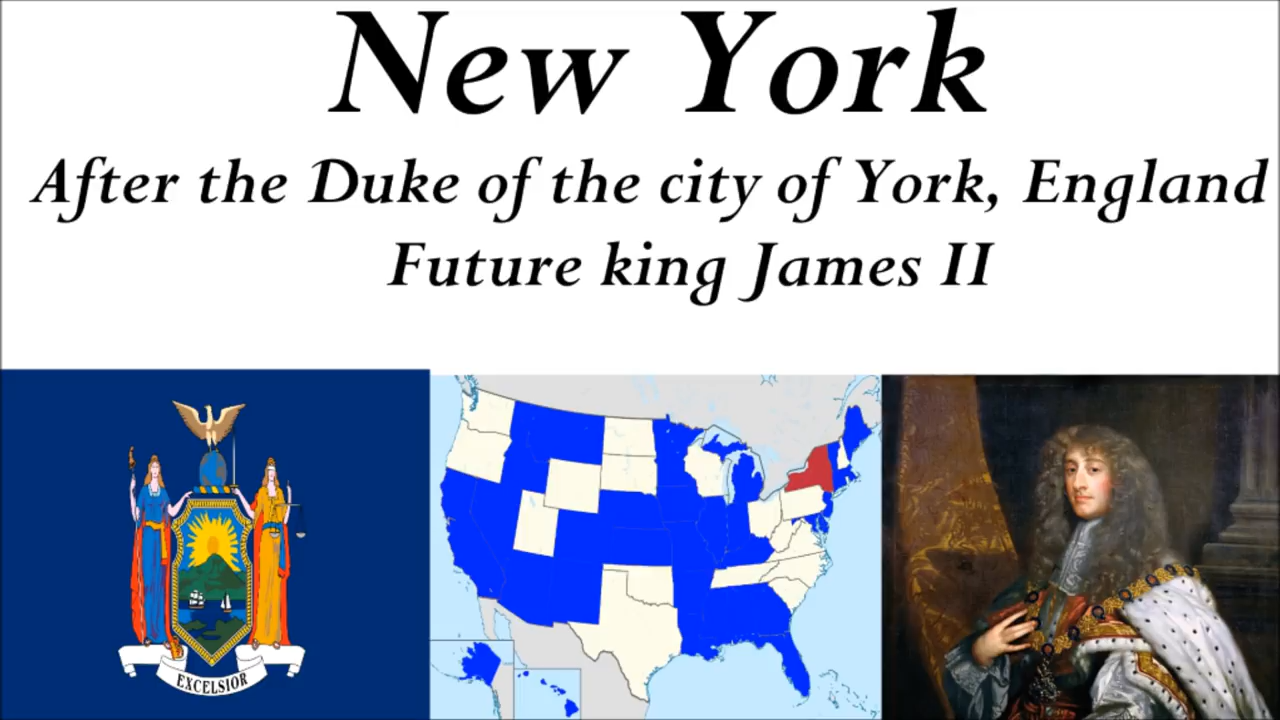 New York
After the Duke of the city of York, England
Future king James II
EXCELSIOR